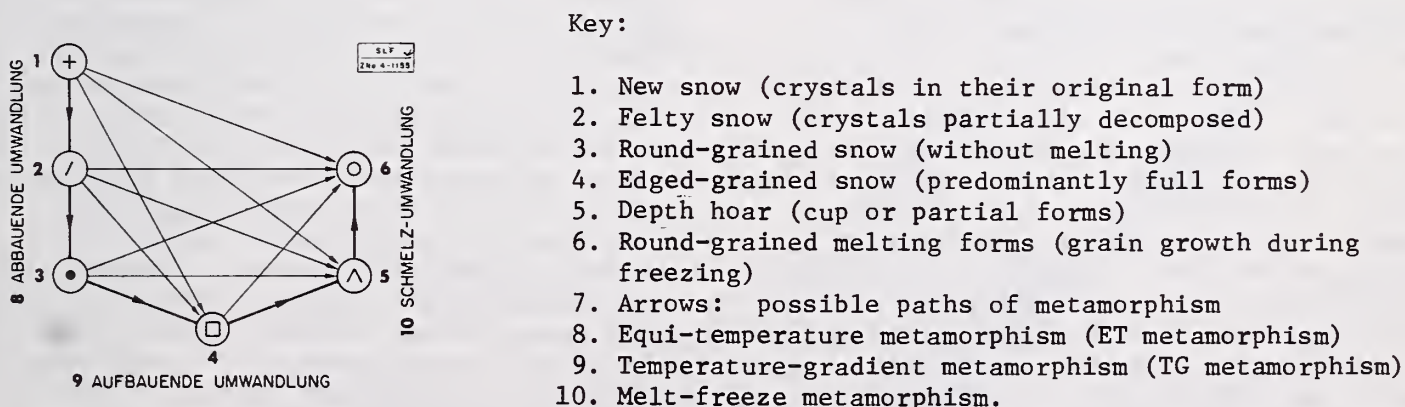 1 +
SLF
ZNo 4-1155
8 ABBAUENDE UMWANDLUNG
2 /
6
3
5
10 SCHMELZ-UMWANDLUNG
4
9 AUFBAUENDE UMWANDLUNG
Key:
1. New snow (crystals in their original form)
2. Felty snow (crystals partially decomposed)
3. Round-grained snow (without melting)
4. Edged-grained snow (predominantly full forms)
5. Depth hoar (cup or partial forms)
6. Round-grained melting forms (grain growth during
freezing)
7. Arrows: possible paths of metamorphism
8. Equi-temperature metamorphism (ET metamorphism)
9. Temperature-gradient metamorphism (TG metamorphism)
10. Melt-freeze metamorphism.